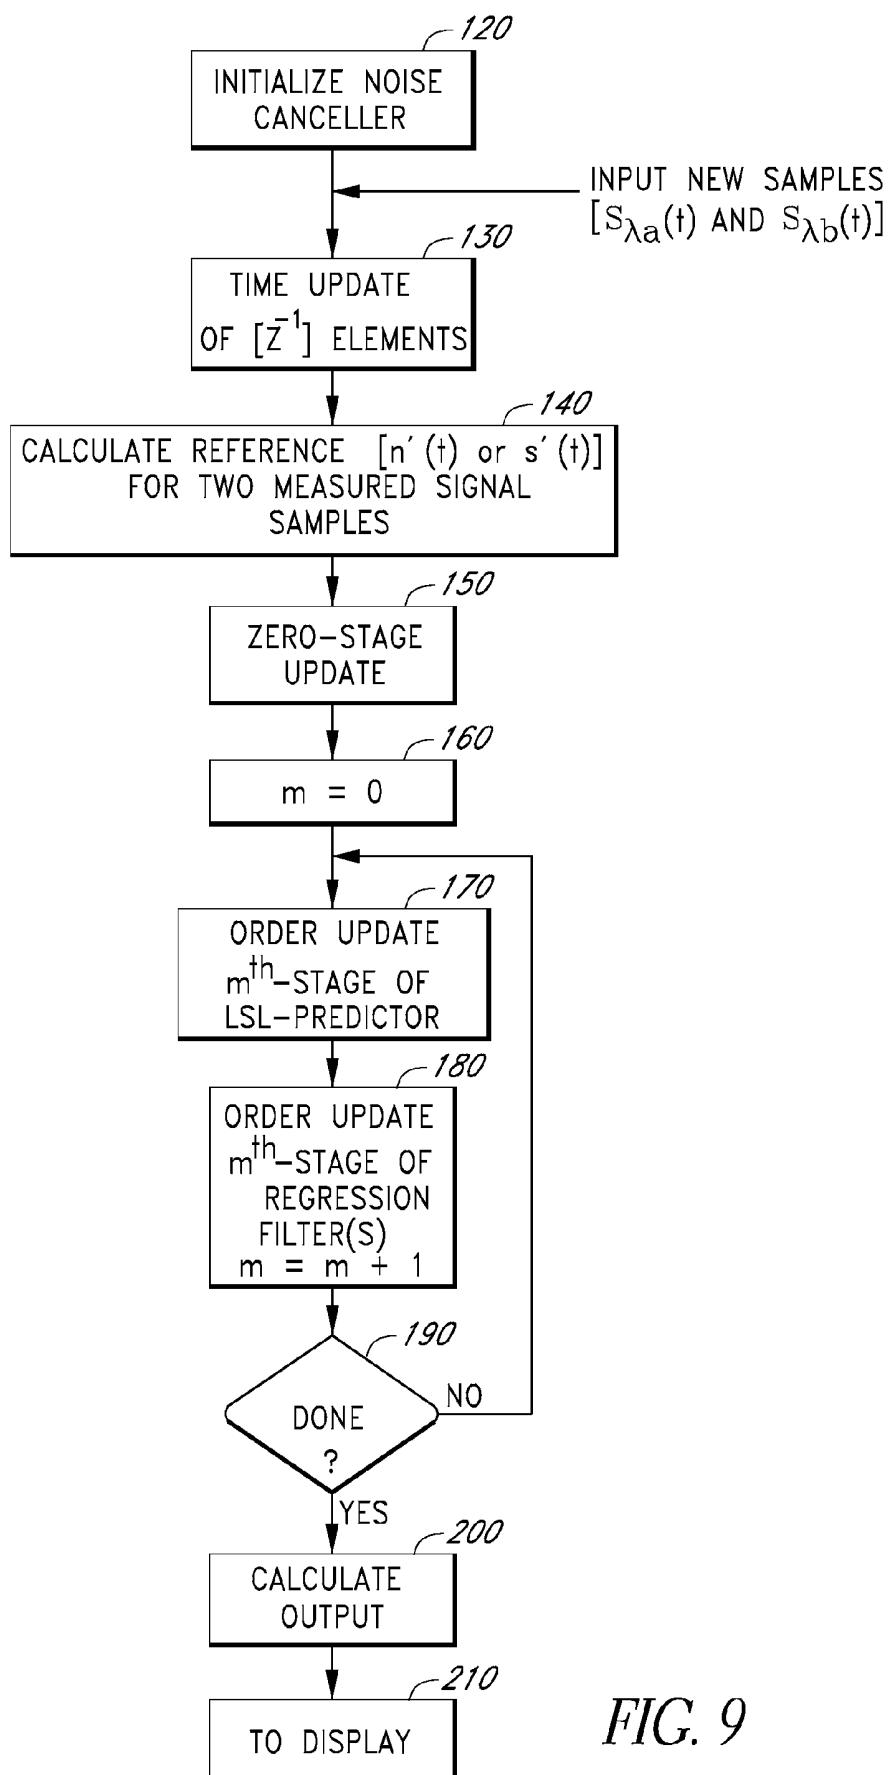 120
INITIALIZE NOISE
CANCELLER
INPUT NEW SAMPLES
[Sλa(t) AND Sλb(t)]
130
TIME UPDATE
OF [Z⁻¹] ELEMENTS
140
CALCULATE REFERENCE [n'(t) or s'(t)]
FOR TWO MEASURED SIGNAL
SAMPLES
150
ZERO-STAGE
UPDATE
160
m = 0
170
ORDER UPDATE
mth-STAGE OF
LSL-PREDICTOR
180
ORDER UPDATE
mth-STAGE OF
REGRESSION
FILTER(S)
m = m + 1
190
DONE
?
NO
YES
200
CALCULATE
OUTPUT
210
TO DISPLAY
FIG. 9